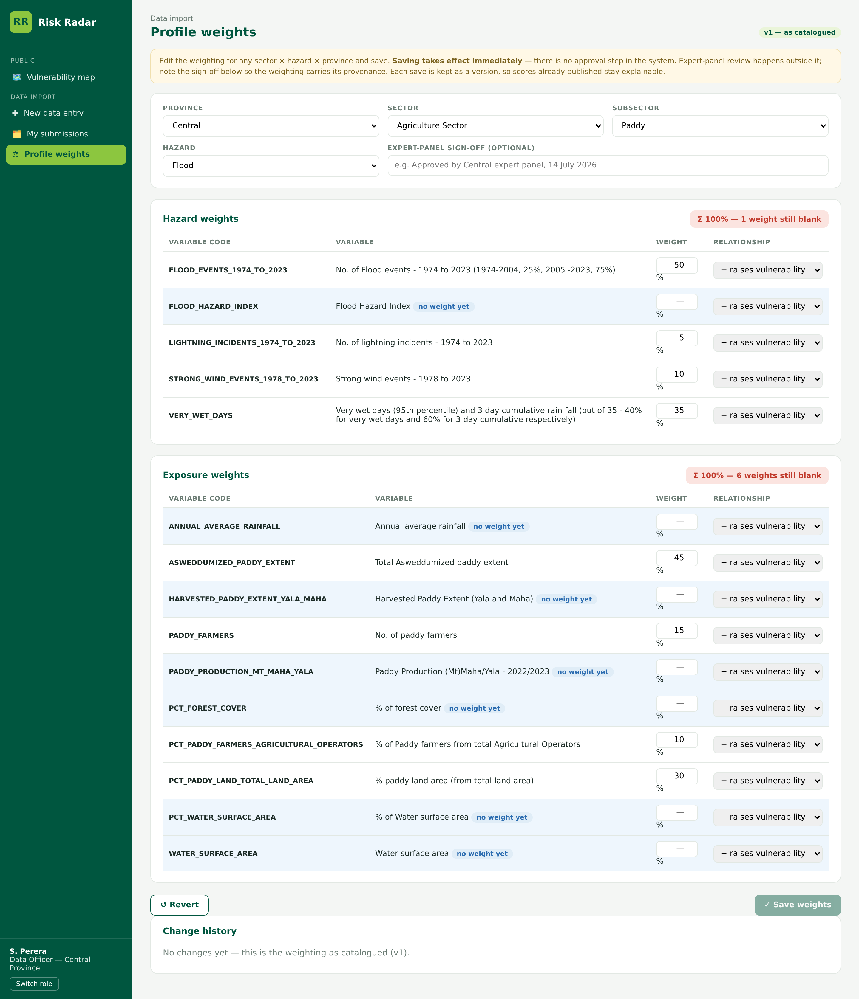 RR Risk Radar
PUBLIC
🗺️ Vulnerability map
DATA IMPORT
✚ New data entry
🗂️ My submissions
⚖ Profile weights
S. Perera
Data Officer — Central
Province
Switch role
Data import
Profile weights
v1 — as catalogued
Edit the weighting for any sector × hazard × province and save. Saving takes effect immediately — there is no approval step in the system. Expert-panel review happens outside it;
note the sign-off below so the weighting carries its provenance. Each save is kept as a version, so scores already published stay explainable.
PROVINCE SECTOR SUBSECTOR
Central Agriculture Sector Paddy
HAZARD EXPERT-PANEL SIGN-OFF (OPTIONAL)
Flood e.g. Approved by Central expert panel, 14 July 2026
Hazard weights Σ 100% — 1 weight still blank
VARIABLE CODE VARIABLE WEIGHT RELATIONSHIP
FLOOD_EVENTS_1974_TO_2023 No. of Flood events - 1974 to 2023 (1974-2004, 25%, 2005 -2023, 75%) 50 % + raises vulnerability
FLOOD_HAZARD_INDEX Flood Hazard Index no weight yet — % + raises vulnerability
LIGHTNING_INCIDENTS_1974_TO_2023 No. of lightning incidents - 1974 to 2023 5 % + raises vulnerability
STRONG_WIND_EVENTS_1978_TO_2023 Strong wind events - 1978 to 2023 10 % + raises vulnerability
VERY_WET_DAYS Very wet days (95th percentile) and 3 day cumulative rain fall (out of 35 - 40%
for very wet days and 60% for 3 day cumulative respectively) 35 % + raises vulnerability
Exposure weights Σ 100% — 6 weights still blank
VARIABLE CODE VARIABLE WEIGHT RELATIONSHIP
ANNUAL_AVERAGE_RAINFALL Annual average rainfall no weight yet — % + raises vulnerability
ASWEDDUMIZED_PADDY_EXTENT Total Asweddumized paddy extent 45 % + raises vulnerability
HARVESTED_PADDY_EXTENT_YALA_MAHA Harvested Paddy Extent (Yala and Maha) no weight yet — % + raises vulnerability
PADDY_FARMERS No. of paddy farmers 15 % + raises vulnerability
PADDY_PRODUCTION_MT_MAHA_YALA Paddy Production (Mt)Maha/Yala - 2022/2023 no weight yet — % + raises vulnerability
PCT_FOREST_COVER % of forest cover no weight yet — % + raises vulnerability
PCT_PADDY_FARMERS_AGRICULTURAL_OPERATORS % of Paddy farmers from total Agricultural Operators 10 % + raises vulnerability
PCT_PADDY_LAND_TOTAL_LAND_AREA % paddy land area (from total land area) 30 % + raises vulnerability
PCT_WATER_SURFACE_AREA % of Water surface area no weight yet — % + raises vulnerability
WATER_SURFACE_AREA Water surface area no weight yet — % + raises vulnerability
↺ Revert ✓ Save weights
Change history
No changes yet — this is the weighting as catalogued (v1).